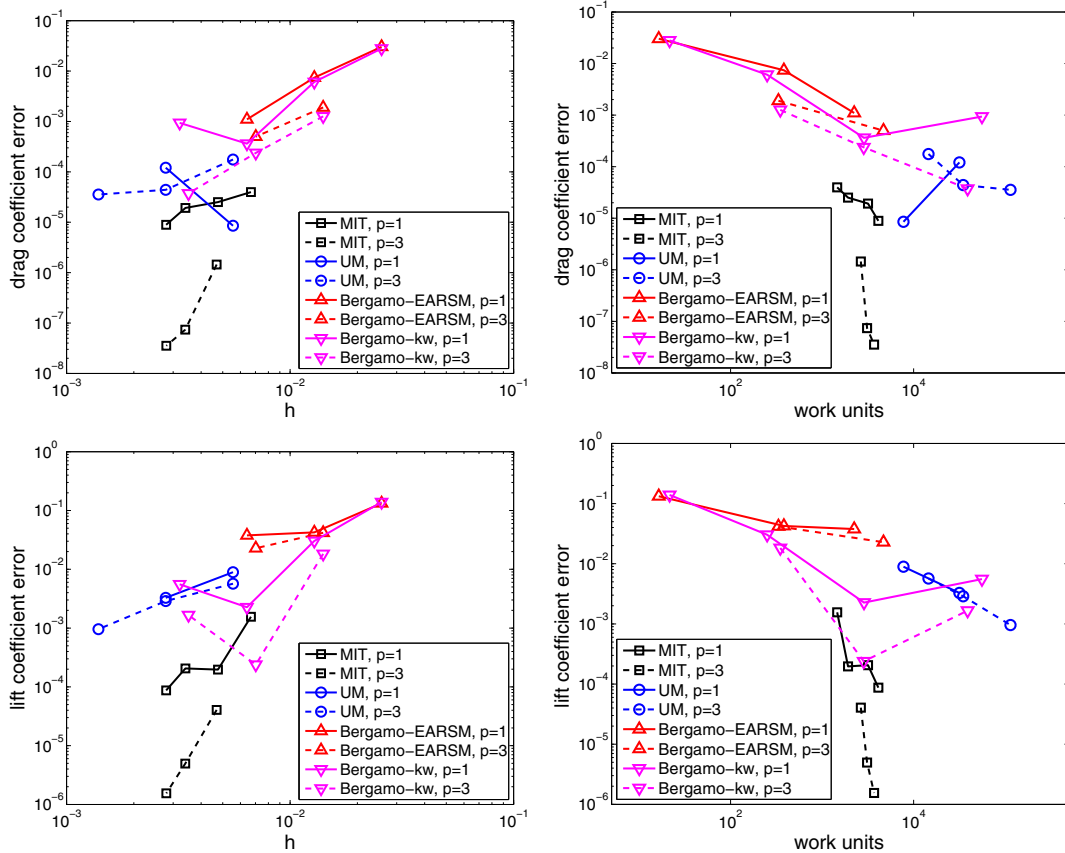 drag coefficient error
10^-1
10^-2
10^-3
10^-4
10^-5
10^-6
10^-7
10^-8
10^-3
10^-2
10^-1
h
MIT, p=1
MIT, p=3
UM, p=1
UM, p=3
Bergamo-EARSM, p=1
Bergamo-EARSM, p=3
Bergamo-kw, p=1
Bergamo-kw, p=3
drag coefficient error
10^-1
10^-2
10^-3
10^-4
10^-5
10^-6
10^-7
10^-8
10^2
10^4
work units
MIT, p=1
MIT, p=3
UM, p=1
UM, p=3
Bergamo-EARSM, p=1
Bergamo-EARSM, p=3
Bergamo-kw, p=1
Bergamo-kw, p=3
lift coefficient error
10^0
10^-1
10^-2
10^-3
10^-4
10^-5
10^-6
10^-3
10^-2
10^-1
h
MIT, p=1
MIT, p=3
UM, p=1
UM, p=3
Bergamo-EARSM, p=1
Bergamo-EARSM, p=3
Bergamo-kw, p=1
Bergamo-kw, p=3
lift coefficient error
10^0
10^-1
10^-2
10^-3
10^-4
10^-5
10^-6
10^2
10^4
work units
MIT, p=1
MIT, p=3
UM, p=1
UM, p=3
Bergamo-EARSM, p=1
Bergamo-EARSM, p=3
Bergamo-kw, p=1
Bergamo-kw, p=3